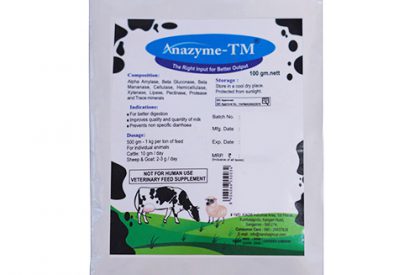 Anazyme-TM®
The Right Input for Better Output
100 gm.nett
Composition:
Alpha Amylase, Beta Gluconase, Beta
Mananase, Cellulase, Hemicellulase,
Xylanase, Lipase, Pectinase, Protease
and Trace minerals
Indications:
For better digestion
Improves quality and quantity of milk
Prevents non specific diarrhoea
Dosage:
500 gm - 1 kg per ton of feed
For individual animals
Cattle: 10 gm / day
Sheep & Goat: 2-3 g / day
NOT FOR HUMAN USE
VETERINARY FEED SUPPLEMENT
Storage :
Store in a cool dry place
Protected from sunlight.
Batch No.
Mfg. Date
Exp. Date
MRP : ₹